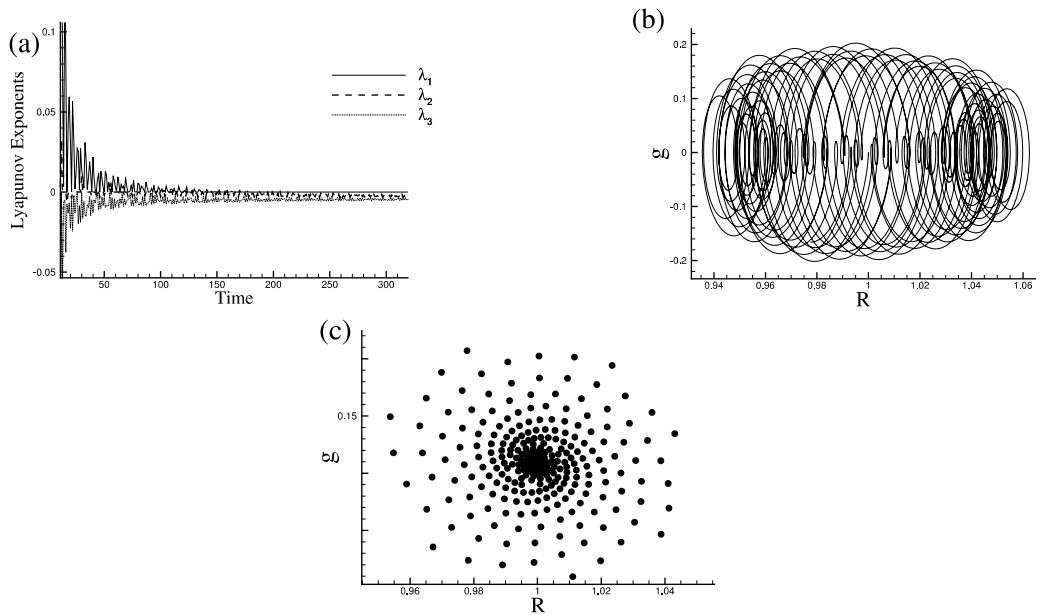 (a)
Lyapunov Exponents
0.1
0.05
0
-0.05
50 100 150 200 250 300
Time
λ1
λ2
λ3
(b)
g
0.2
0.1
0
-0.1
-0.2
0.94 0.96 0.98 1 1.02 1.04 1.06
R
(c)
g
0.15
0.96 0.98 1 1.02 1.04
R